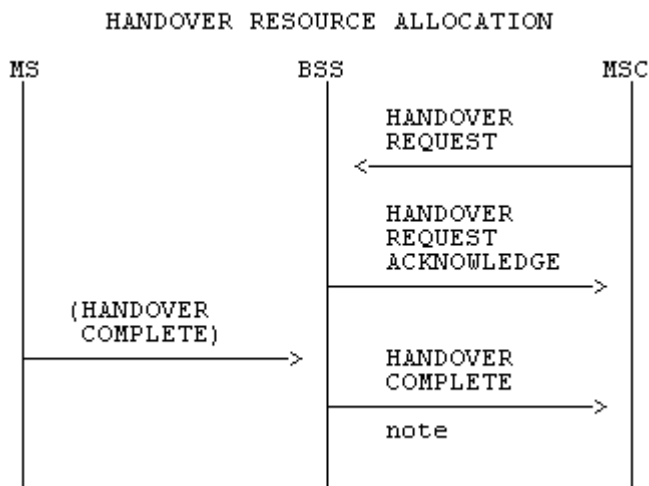 HANDOVER RESOURCE ALLOCATION
MS BSS MSC
HANDOVER
REQUEST
HANDOVER
REQUEST
ACKNOWLEDGE
(HANDOVER
COMPLETE)
HANDOVER
COMPLETE
note